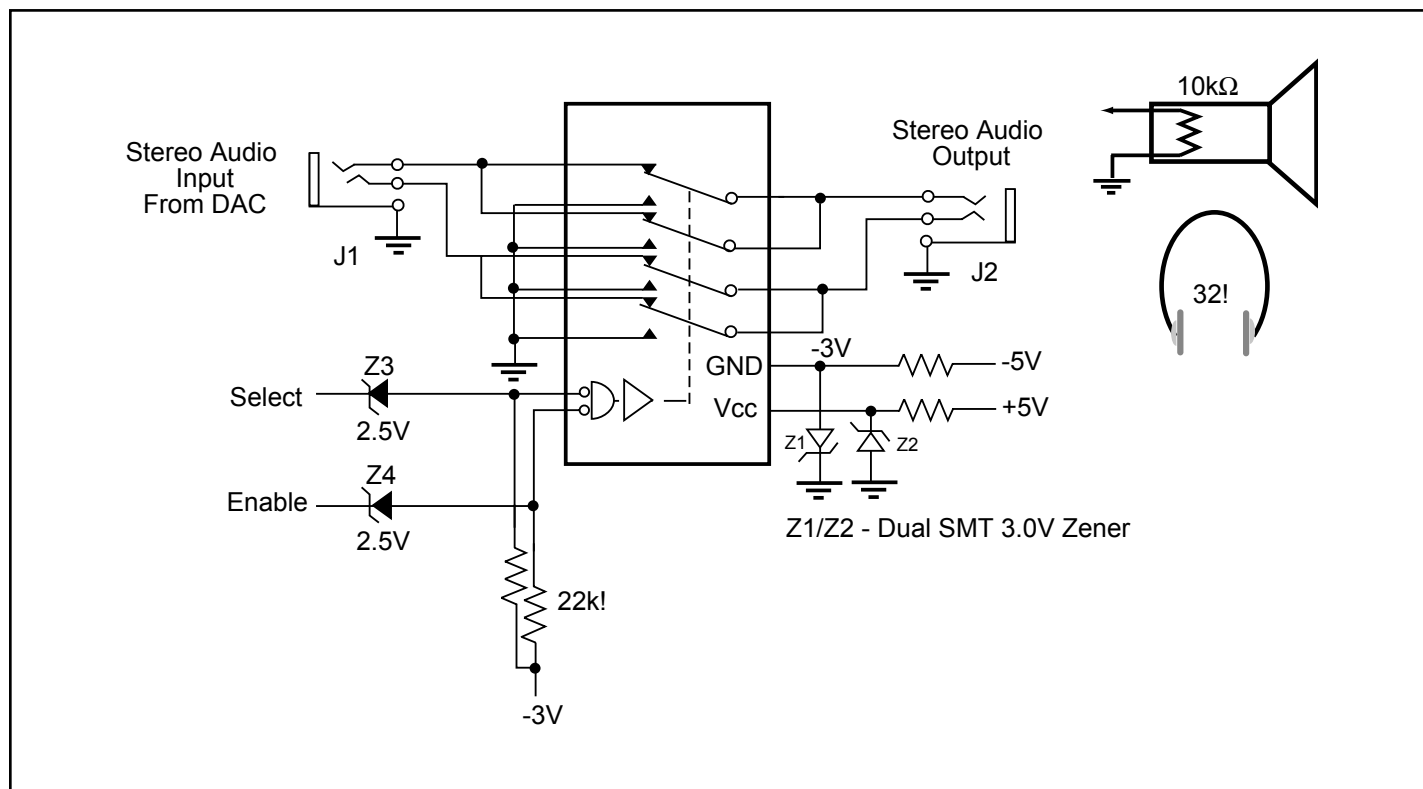 Stereo Audio
Input
From DAC
J1
Stereo Audio
Output
J2
10kΩ
32!
GND
-3V
-5V
Vcc
+5V
Z1
Z2
Z1/Z2 - Dual SMT 3.0V Zener
Select
Z3
2.5V
Enable
Z4
2.5V
22k!
-3V